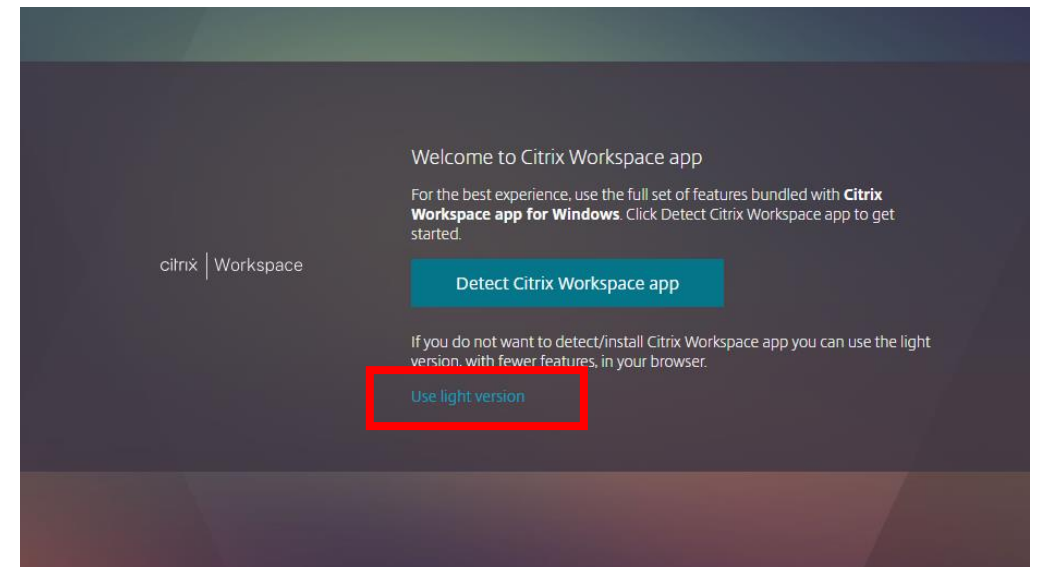 Welcome to Citrix Workspace app
For the best experience, use the full set of features bundled with Citrix
Workspace app for Windows. Click Detect Citrix Workspace app to get
started.
citrix | Workspace
Detect Citrix Workspace app
If you do not want to detect/install Citrix Workspace app you can use the light
version, with fewer features, in your browser.
Use light version